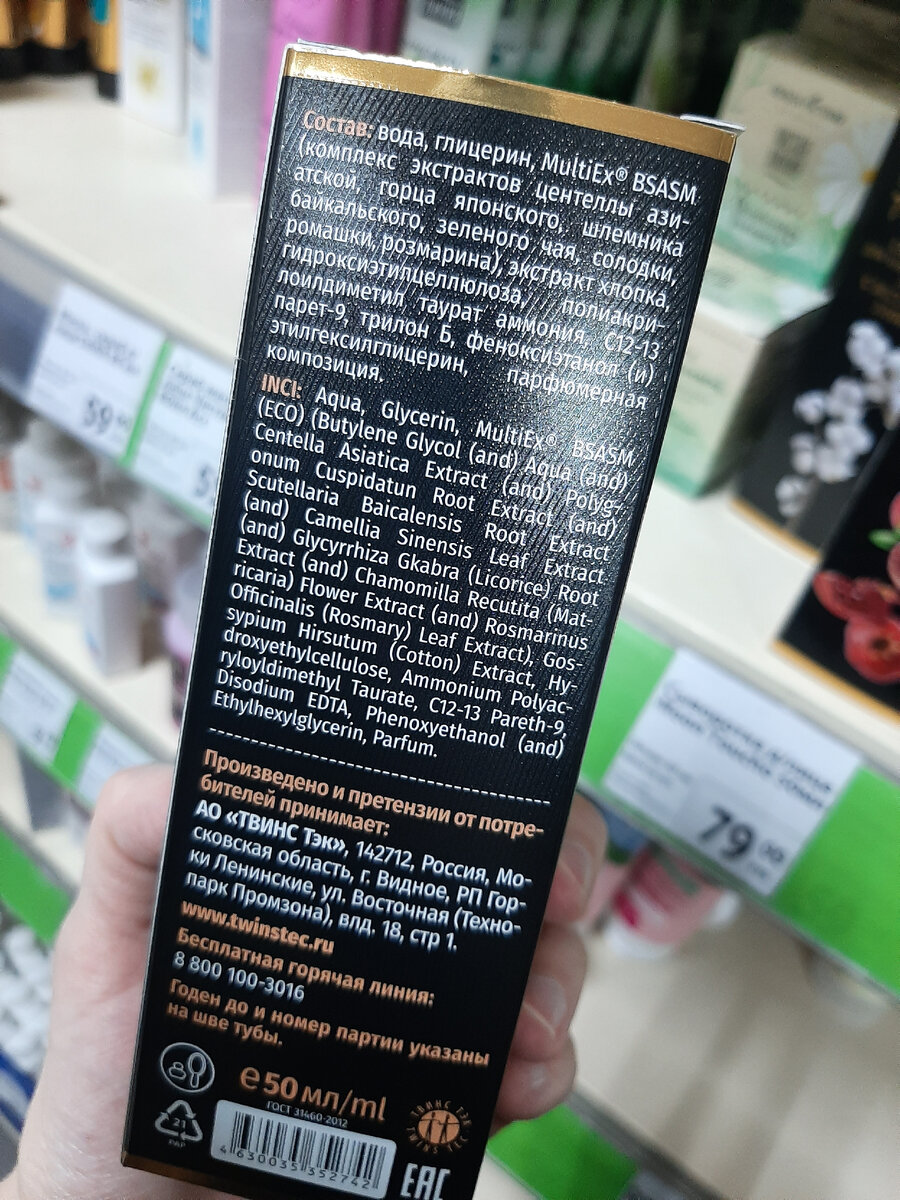 Состав: вода, глицерин, MultiEx® BSASM
(комплекс экстрактов центеллы ази-
атской, горца японского, шлемника
байкальского, зеленого чая, солодки,
ромашки, розмарина), экстракт хлопка,
гидроксиэтилцеллюлоза, полиакри-
лоилдиметил таурат аммония, С12-13
парет-9, трилон Б, феноксиэтанол (и)
этилгексилглицерин, парфюмерная
композиция.
INCI: Aqua, Glycerin, MultiEx® BSASM
(ECO) (Butylene Glycol (and) Aqua (and)
Centella Asiatica Extract (and) Polyg-
onum Cuspidatun Root Extract (and)
Scutellaria Baicalensis Root Extract
(and) Camellia Sinensis Leaf Extract
(and) Glycyrrhiza Gkabra (Licorice) Root
Extract (and) Chamomilla Recutita (Mat-
ricaria) Flower Extract (and) Rosmarinus
Officinalis (Rosmary) Leaf Extract), Gos-
sypium Hirsutum (Cotton) Extract, Hy-
droxyethylcellulose, Ammonium Polyac-
ryloyldimethyl Taurate, C12-13 Pareth-9,
Disodium EDTA, Phenoxyethanol (and)
Ethylhexylglycerin, Parfum.
Произведено и претензии от потре-
бителей принимает:
АО «ТВИНС Тэк», 142712, Россия, Мо-
сковская область, г. Видное, РП Гор-
ки Ленинские, ул. Восточная (Техно-
парк Промзона), влд. 18, стр 1.
www.twinstec.ru
Бесплатная горячая линия:
8 800 100-3016
Годен до и номер партии указаны
на шве тубы.
℮50 мл/ml
ГОСТ 31460-2012
21
PAP
ТВИНС ТЭК
4630035352742
EAC
59
79